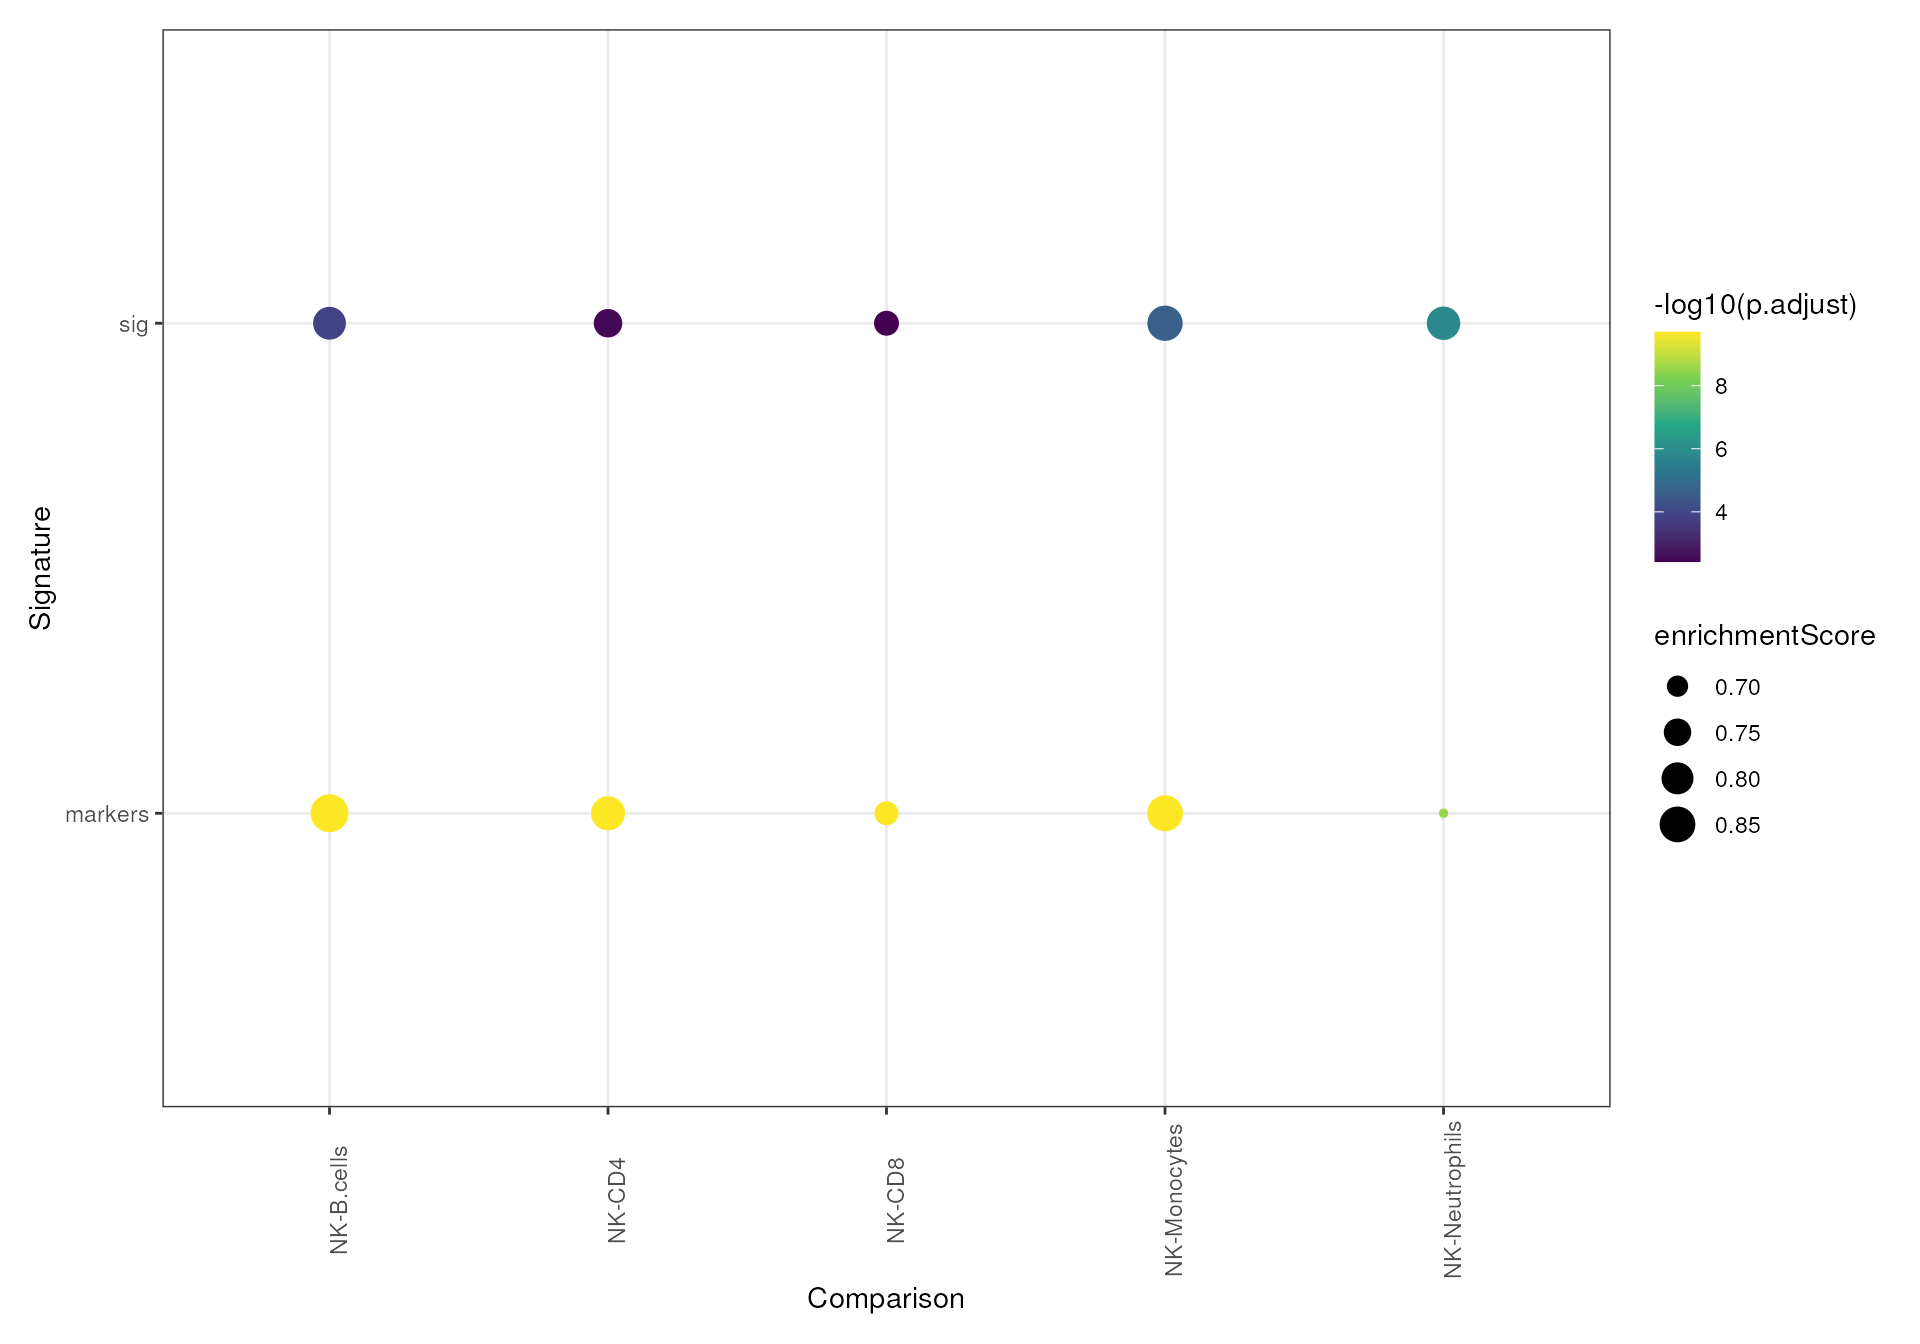 Signature
sig
markers
NK-B.cells
NK-CD4
NK-CD8
NK-Monocytes
NK-Neutrophils
Comparison
-log10(p.adjust)
8
6
4
enrichmentScore
0.70
0.75
0.80
0.85